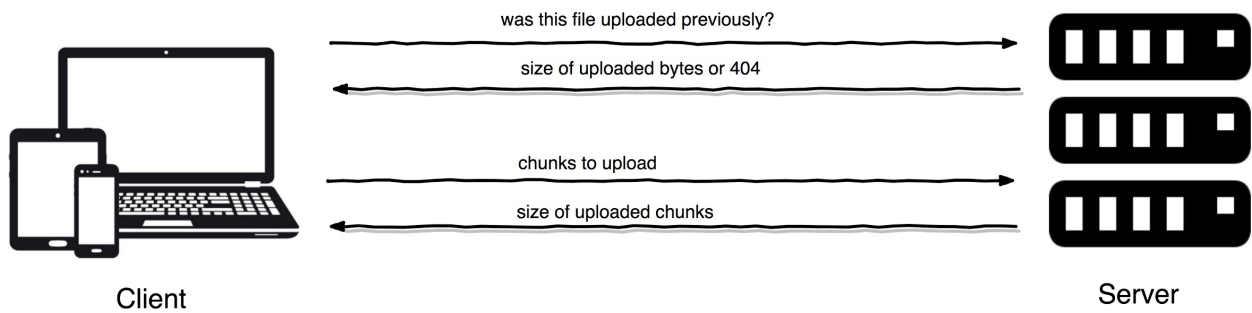 was this file uploaded previously?
size of uploaded bytes or 404
chunks to upload
size of uploaded chunks
Client
Server